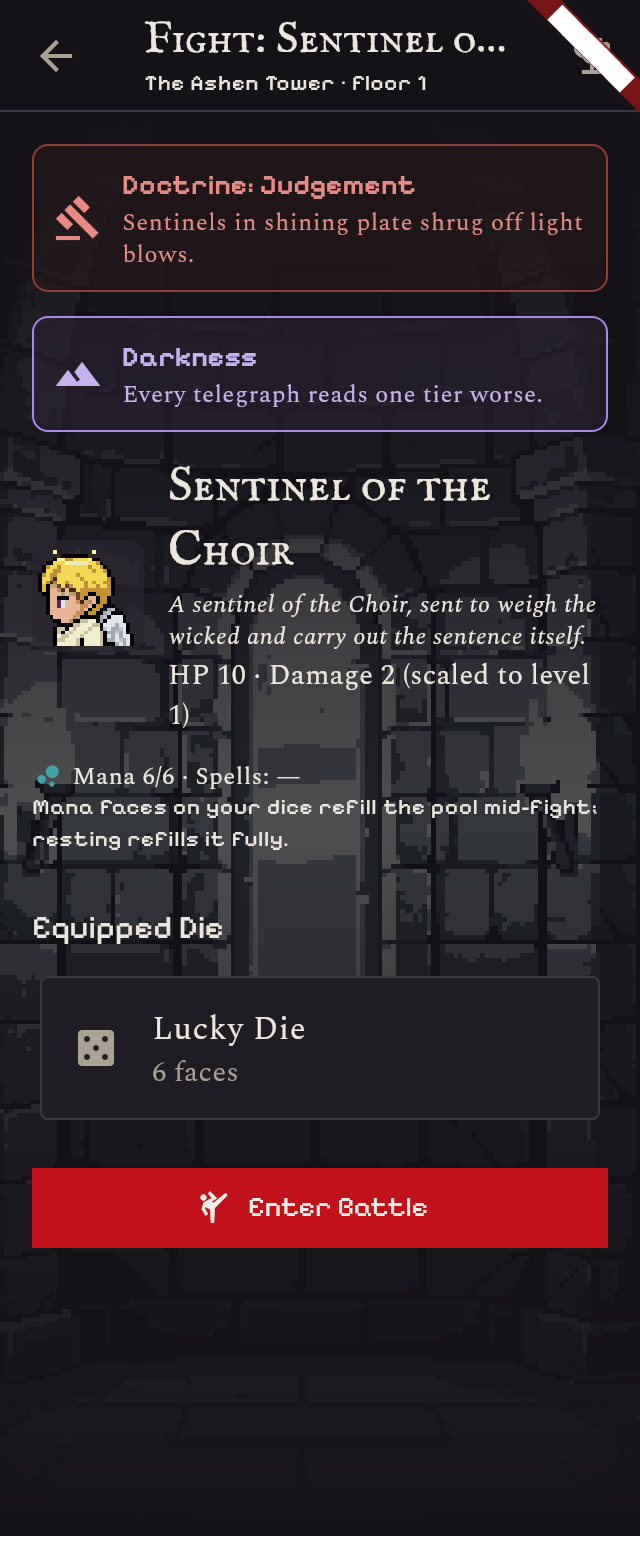 Fight: Sentinel o...
The Ashen Tower · Floor 1
Doctrine: Judgement
Sentinels in shining plate shrug off light
blows.
Darkness
Every telegraph reads one tier worse.
Sentinel of the
Choir
A sentinel of the Choir, sent to weigh the
wicked and carry out the sentence itself.
HP 10 · Damage 2 (scaled to level
1)
Mana 6/6 · Spells: —
Mana faces on your dice refill the pool mid-fight;
resting refills it fully.
Equipped Die
Lucky Die
6 faces
Enter Battle